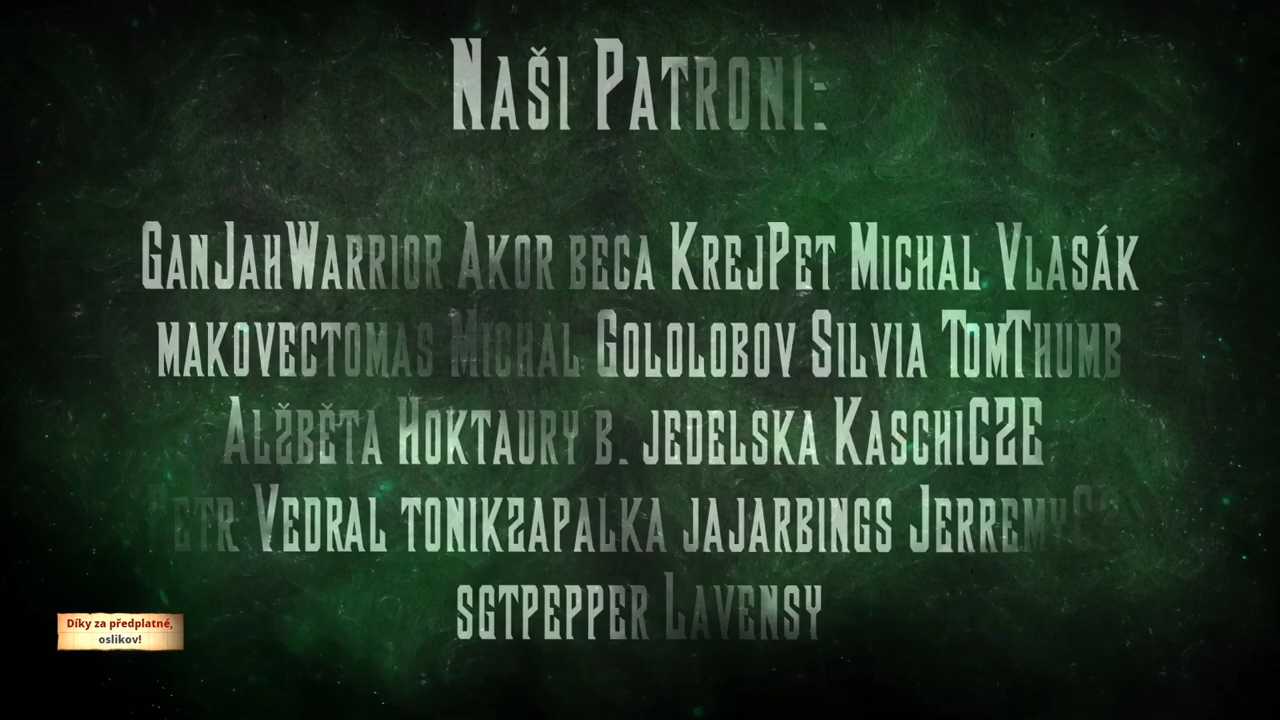 Naši Patroni:
GanJahWarrior Akor beca KrejPet Michal Vlasák
makovectomas Michal Gololobov Silvia TomThumb
Alžběta Hoktaury b. jedelska KaschiCZE
Petr Vedral tonikzapalka jajarbings
sgtpepper Lavensy
Díky za předplatné,
oslikov!